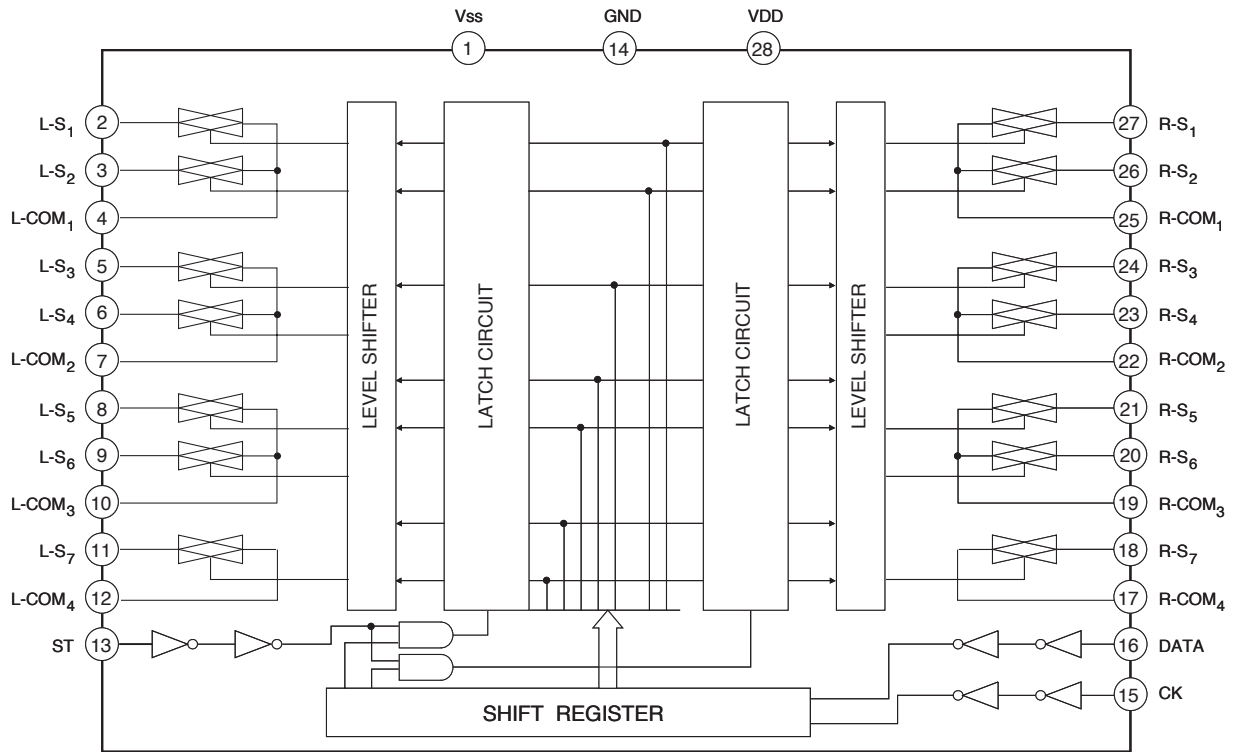 Vss GND VDD
1 14 28
L-S1 2 27 R-S1
L-S2 3 26 R-S2
L-COM1 4 25 R-COM1
L-S3 5 24 R-S3
L-S4 6 23 R-S4
L-COM2 7 22 R-COM2
L-S5 8 21 R-S5
L-S6 9 20 R-S6
L-COM3 10 19 R-COM3
L-S7 11 18 R-S7
L-COM4 12 17 R-COM4
ST 13 16 DATA
15 CK
LEVEL SHIFTER
LATCH CIRCUIT
LATCH CIRCUIT
LEVEL SHIFTER
SHIFT REGISTER